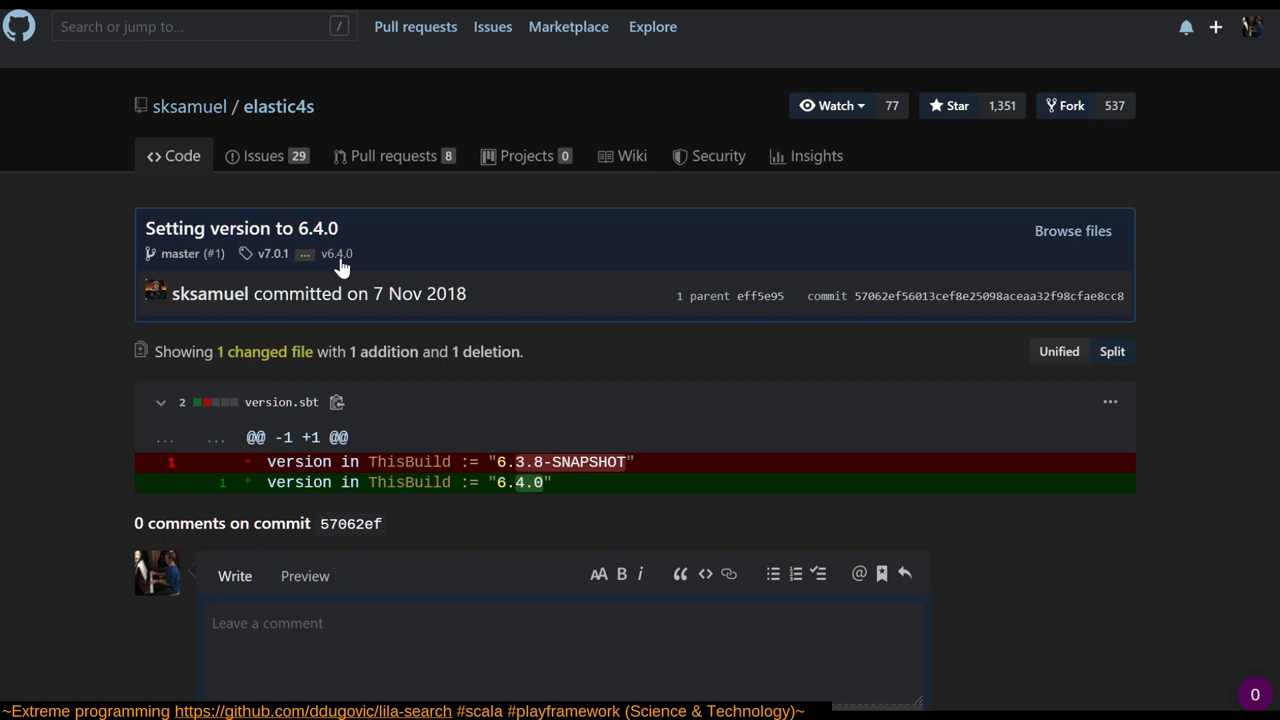 Search or jump to... /
Pull requests Issues Marketplace Explore
sksamuel / elastic4s
Watch 77 Star 1,351 Fork 537
<> Code Issues 29 Pull requests 8 Projects 0 Wiki Security Insights
Setting version to 6.4.0
Browse files
master (#1) v7.0.1 ... v6.4.0
sksamuel committed on 7 Nov 2018
1 parent eff5e95 commit 57062ef56013cef8e25098aceaa32f98cfae8cc8
Showing 1 changed file with 1 addition and 1 deletion.
Unified Split
2 version.sbt ...
... ... @@ -1 +1 @@
1 - version in ThisBuild := "6.3.8-SNAPSHOT"
1 + version in ThisBuild := "6.4.0"
0 comments on commit 57062ef
Write Preview AA B i <> @
Leave a comment
0
~Extreme programming https://github.com/ddugovic/lila-search #scala #playframework (Science & Technology)~